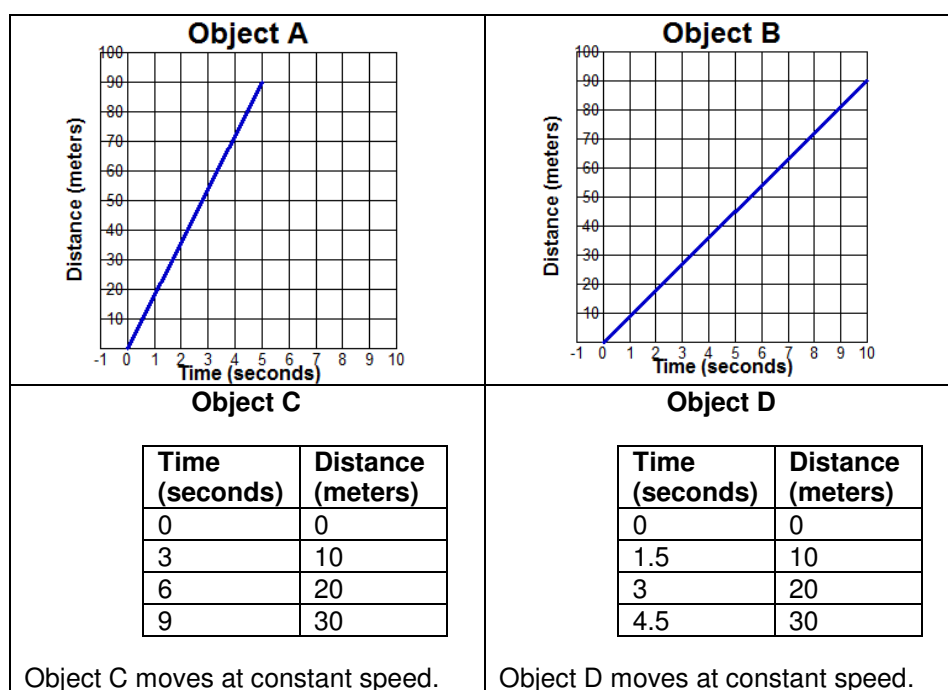 Object A
Distance (meters)
100
90
80
70
60
50
40
30
20
10
-1 0 1 2 3 4 5 6 7 8 9 10
Time (seconds)
Object B
Distance (meters)
100
90
80
70
60
50
40
30
20
10
-1 0 1 2 3 4 5 6 7 8 9 10
Time (seconds)
Object C
Time Distance
(seconds) (meters)
0 0
3 10
6 20
9 30
Object C moves at constant speed.
Object D
Time Distance
(seconds) (meters)
0 0
1.5 10
3 20
4.5 30
Object D moves at constant speed.